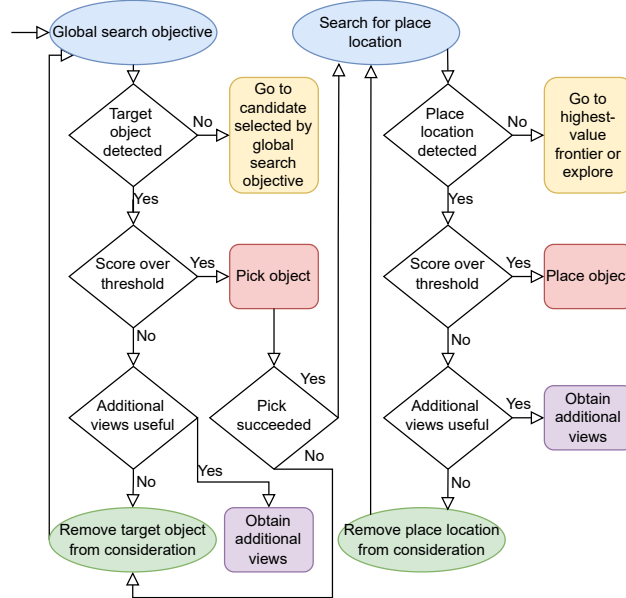 Global search objective
Target
object
detected
No
Go to
candidate
selected by
global
search
objective
Yes
Score over
threshold
Yes
Pick object
No
Additional
views useful
Yes
Pick
succeeded
Yes
No
No
Remove target object
from consideration
Obtain
additional
views
Search for place
location
Place
location
detected
No
Go to
highest-
value
frontier or
explore
Yes
Score over
threshold
Yes
Place object
No
Additional
views useful
Yes
Obtain
additional
views
No
Remove place location
from consideration